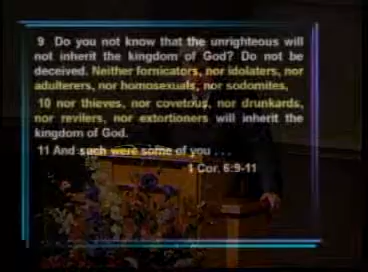 9 Do you not know that the unrighteous will
not inherit the kingdom of God? Do not be
deceived. Neither fornicators, nor idolaters, nor
adulterers, nor homosexuals, nor sodomites,
10 nor thieves, nor covetous, nor drunkards,
nor revilers, nor extortioners will inherit the
kingdom of God.
11 And such were some of you . . .
1 Cor. 6:9-11